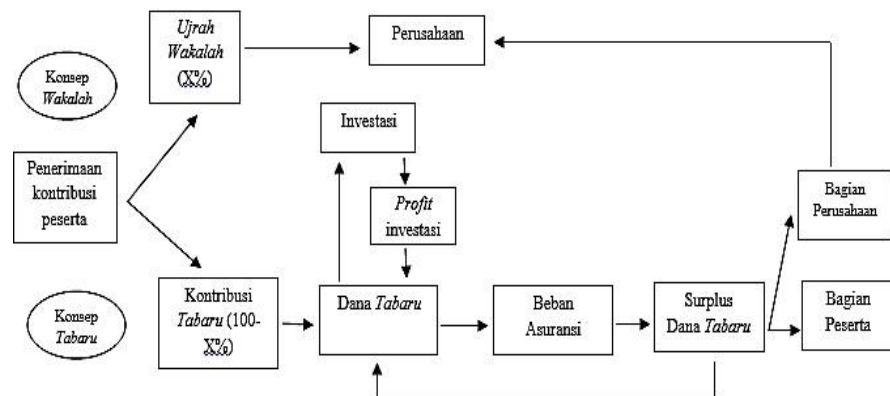 Ujrah
Wakalah
(X%)
Perusahaan
Konsep
Wakalah
Investasi
Penerimaan
kontribusi
peserta
Profit
investasi
Bagian
Perusahaan
Konsep
Tabaru
Kontribusi
Tabaru (100-
X%)
Dana Tabaru
Beban
Asuransi
Surplus
Dana Tabaru
Bagian
Peserta